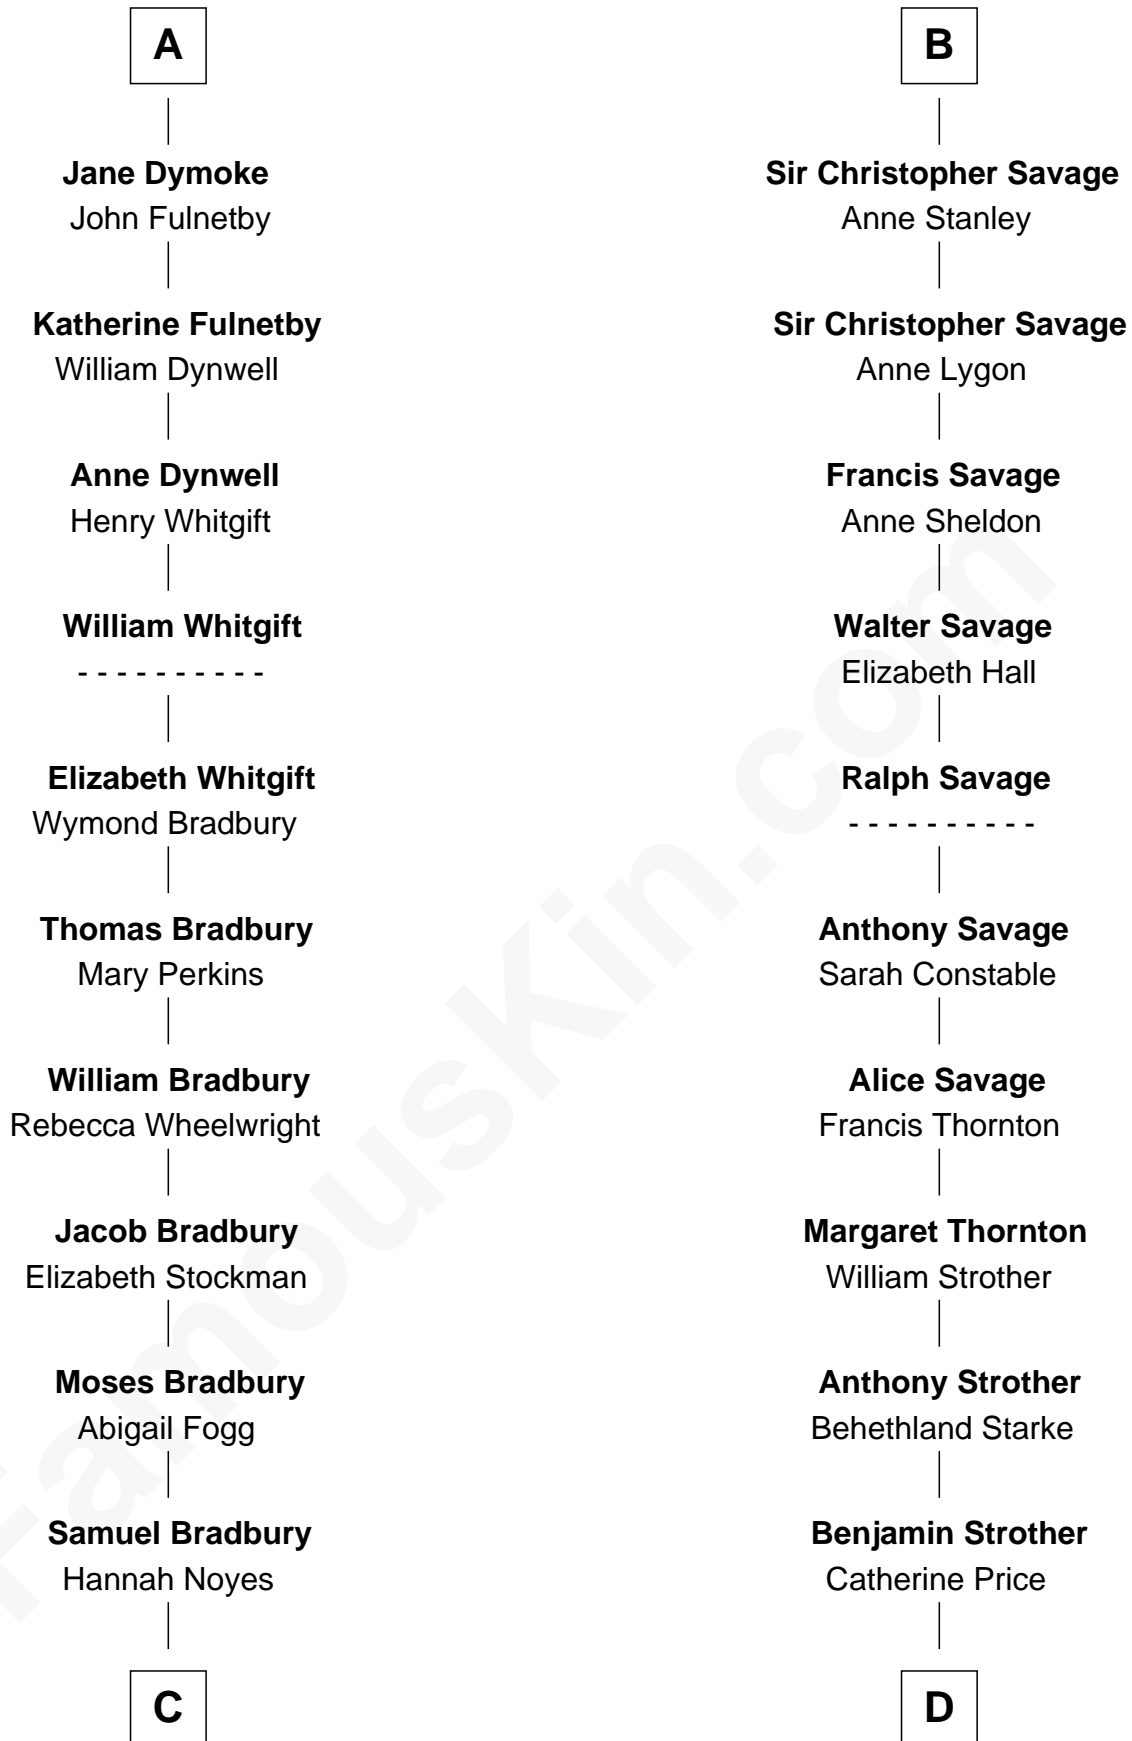 A
Jane Dymoke
John Fulnetby
Katherine Fulnetby
William Dynwell
Anne Dynwell
Henry Whitgift
William Whitgift
- - - - - - - - - -
Elizabeth Whitgift
Wymond Bradbury
Thomas Bradbury
Mary Perkins
William Bradbury
Rebecca Wheelwright
Jacob Bradbury
Elizabeth Stockman
Moses Bradbury
Abigail Fogg
Samuel Bradbury
Hannah Noyes
C
B
Sir Christopher Savage
Anne Stanley
Sir Christopher Savage
Anne Lygon
Francis Savage
Anne Sheldon
Walter Savage
Elizabeth Hall
Ralph Savage
- - - - - - - - - -
Anthony Savage
Sarah Constable
Alice Savage
Francis Thornton
Margaret Thornton
William Strother
Anthony Strother
Behethland Starke
Benjamin Strother
Catherine Price
D
FamousKin.com